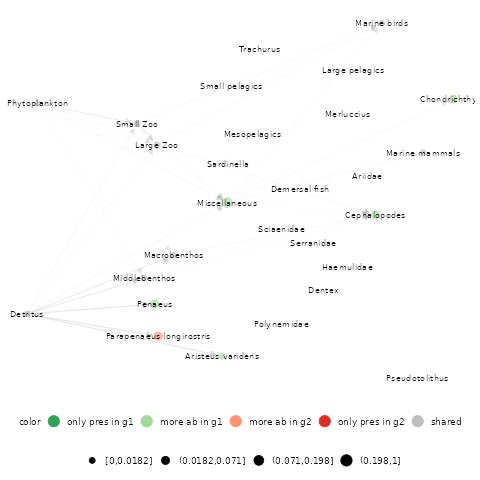 Marine birds
Trachurus
Large pelagics
Small pelagics
Chondrichthy
Phytoplankton
Merluccius
Small Zoo
Mesopelagics
Large Zoo
Marine mammals
Sardinella
Ariidae
Demersal fish
Miscellaneous
Cephalopodes
Sciaenidae
Serranidae
Macrobenthos
Haemulidae
Middlebenthos
Dentex
Penaeus
Detritus
Polynemidae
Parapenaeus longirostris
Aristeus varidens
Pseudotolithus
color only pres in g1 more ab in g1 more ab in g2 only pres in g2 shared
[0,0.0182] (0.0182,0.071] (0.071,0.198] (0.198,1]